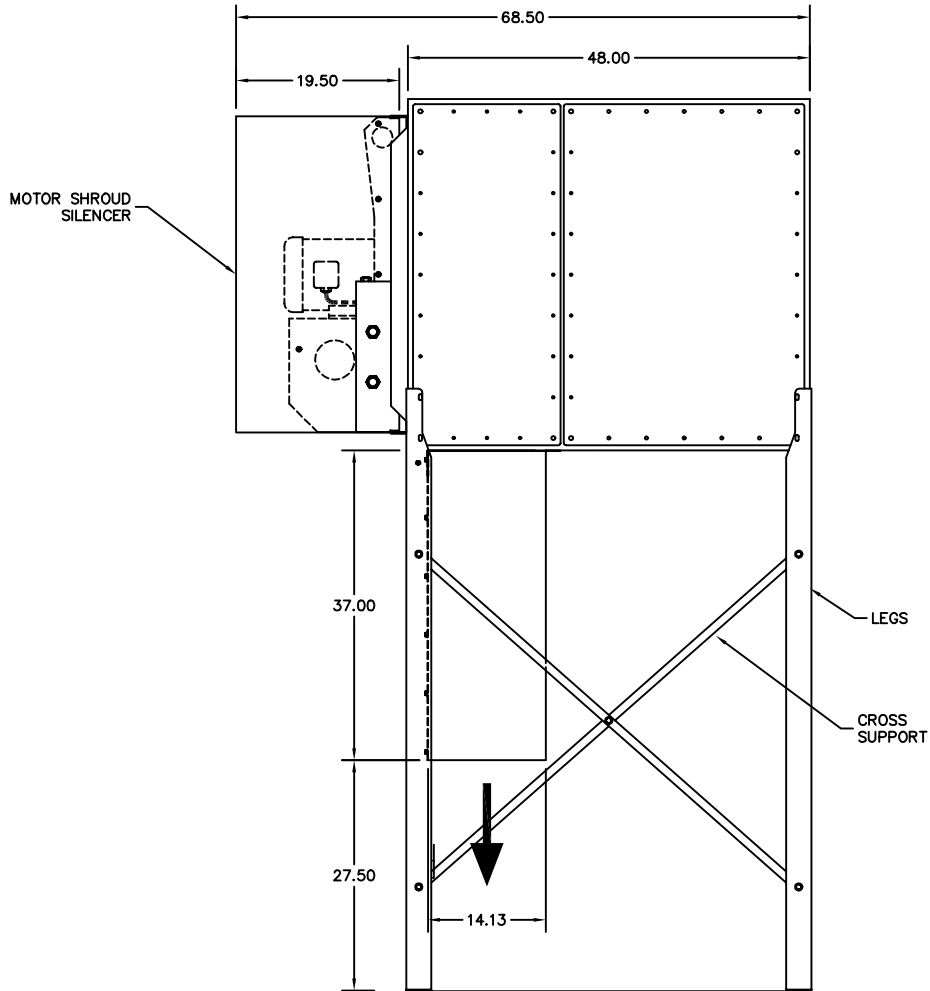 68.50
48.00
19.50
MOTOR SHROUD
SILENCER
37.00
LEGS
CROSS
SUPPORT
27.50
14.13